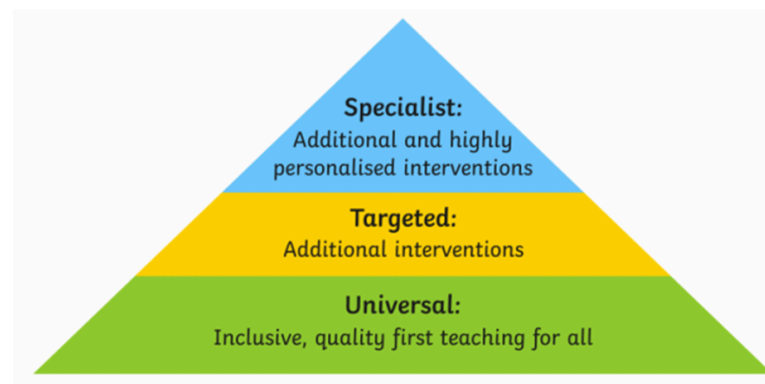 Specialist:
Additional and highly
personalised interventions
Targeted:
Additional interventions
Universal:
Inclusive, quality first teaching for all